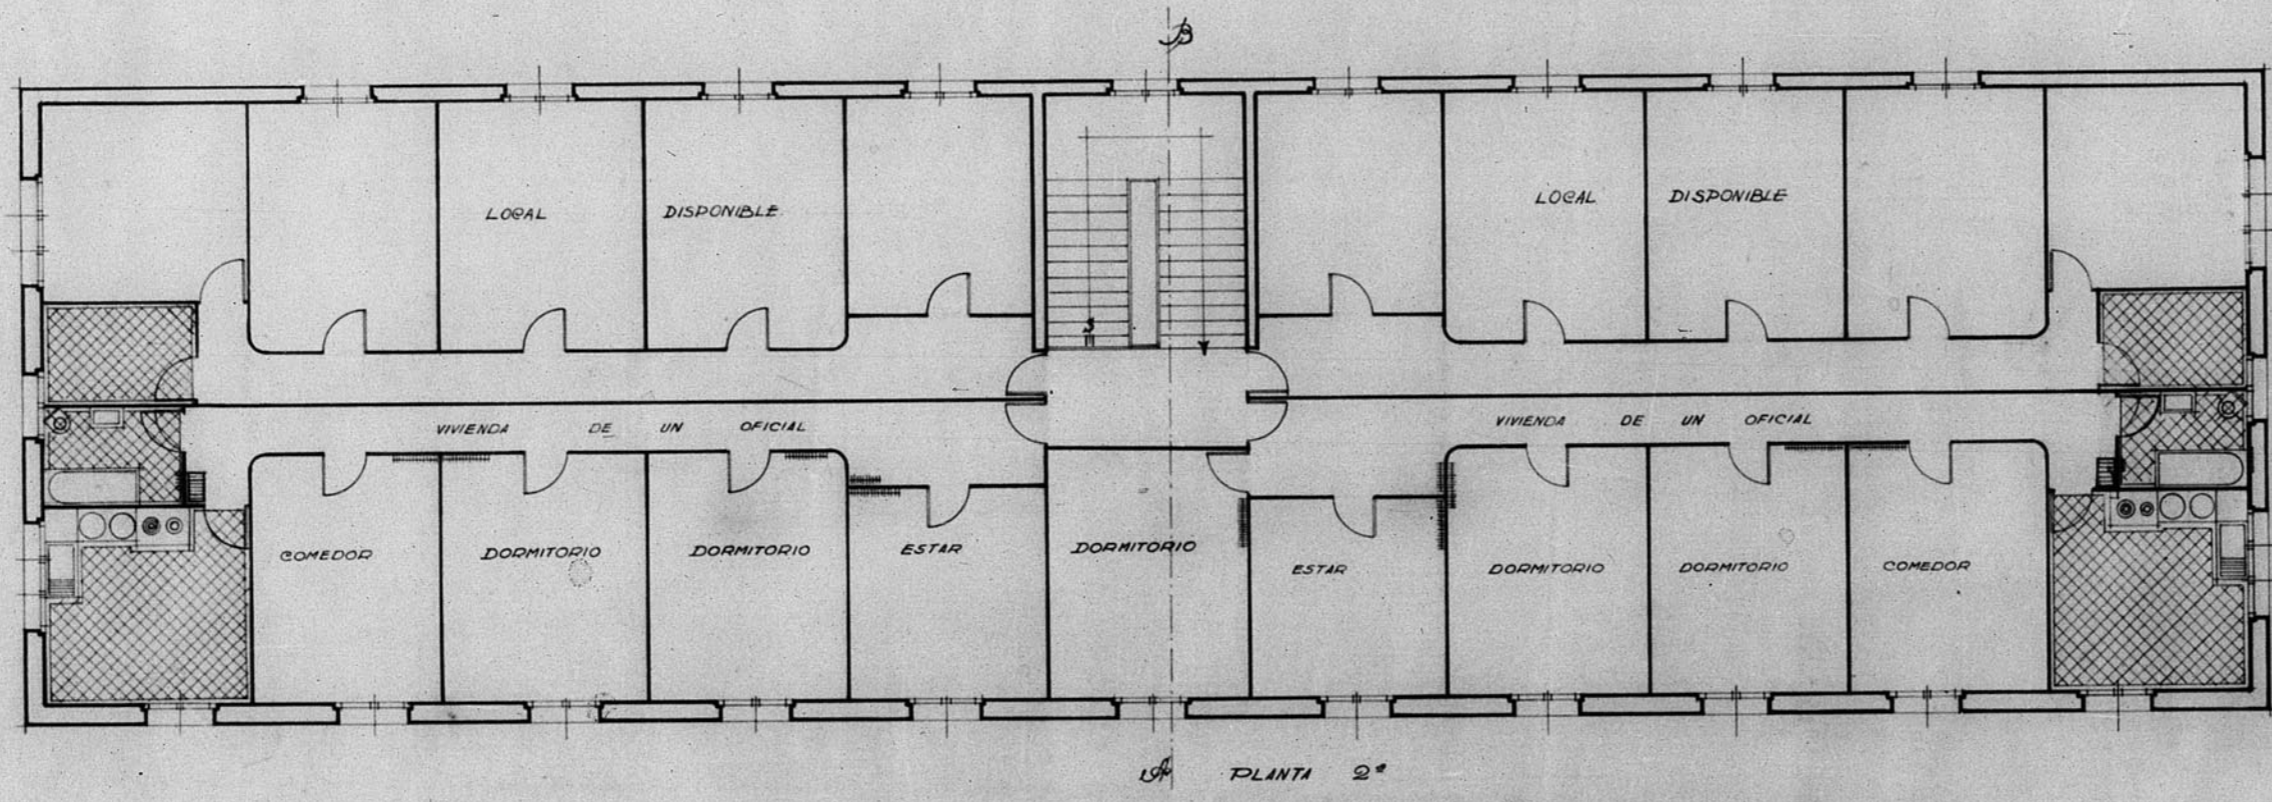 B
LOCAL DISPONIBLE
LOCAL DISPONIBLE
S
VIVIENDA DE UN OFICIAL
VIVIENDA DE UN OFICIAL
COMEDOR
DORMITORIO
DORMITORIO
ESTAR
DORMITORIO
ESTAR
DORMITORIO
DORMITORIO
COMEDOR
A
PLANTA 2ª